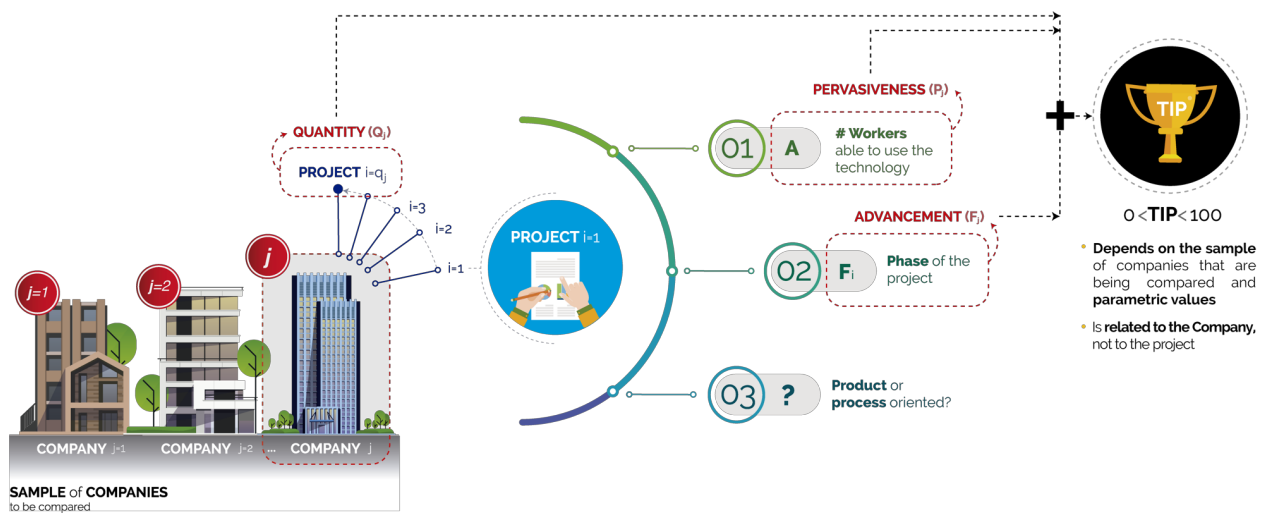 QUANTITY (Qj)
PROJECT i=qj
i=3
i=2
i=1
j=1
j=2
j
COMPANY j=1
COMPANY j=2
...
COMPANY j
SAMPLE of COMPANIES
to be compared
PROJECT i=1
PERVASIVENESS (Pj)
01
A
# Workers
able to use the
technology
ADVANCEMENT (Fj)
02
Fi
Phase of the
project
03
?
Product or
process oriented?
+
TIP
0 <TIP< 100
• Depends on the sample
of companies that are
being compared and
parametric values
• Is related to the Company,
not to the project